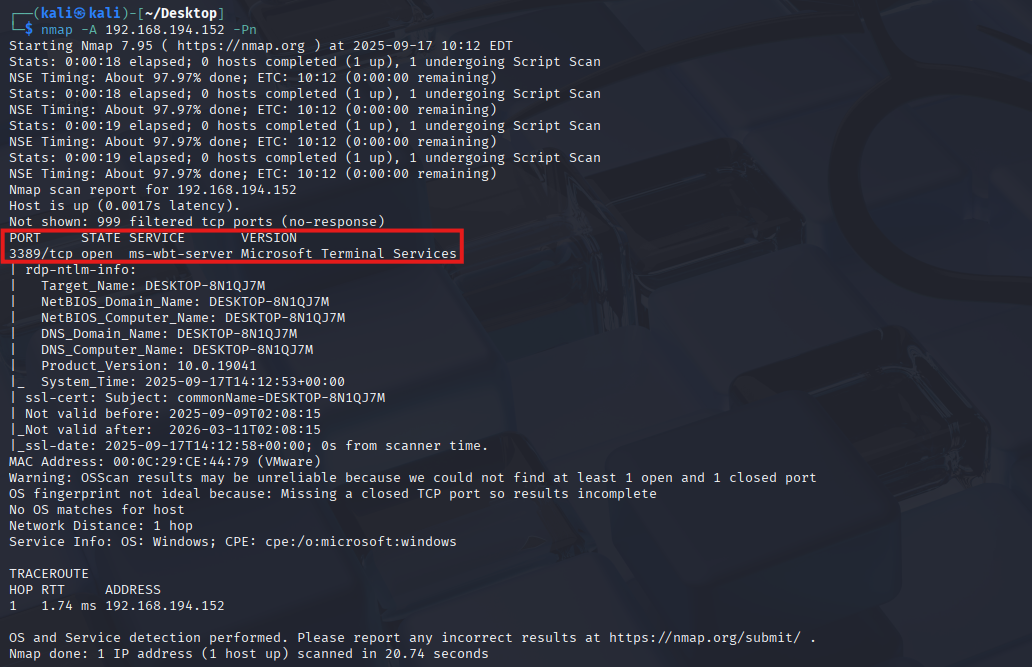 ┌──(kali㉿kali)-[~/Desktop]
└─$ nmap -A 192.168.194.152 -Pn
Starting Nmap 7.95 ( https://nmap.org ) at 2025-09-17 10:12 EDT
Stats: 0:00:18 elapsed; 0 hosts completed (1 up), 1 undergoing Script Scan
NSE Timing: About 97.97% done; ETC: 10:12 (0:00:00 remaining)
Stats: 0:00:18 elapsed; 0 hosts completed (1 up), 1 undergoing Script Scan
NSE Timing: About 97.97% done; ETC: 10:12 (0:00:00 remaining)
Stats: 0:00:19 elapsed; 0 hosts completed (1 up), 1 undergoing Script Scan
NSE Timing: About 97.97% done; ETC: 10:12 (0:00:00 remaining)
Stats: 0:00:19 elapsed; 0 hosts completed (1 up), 1 undergoing Script Scan
NSE Timing: About 97.97% done; ETC: 10:12 (0:00:00 remaining)
Nmap scan report for 192.168.194.152
Host is up (0.0017s latency).
Not shown: 999 filtered tcp ports (no-response)
PORT     STATE SERVICE       VERSION
3389/tcp open  ms-wbt-server Microsoft Terminal Services
| rdp-ntlm-info:
|   Target_Name: DESKTOP-8N1QJ7M
|   NetBIOS_Domain_Name: DESKTOP-8N1QJ7M
|   NetBIOS_Computer_Name: DESKTOP-8N1QJ7M
|   DNS_Domain_Name: DESKTOP-8N1QJ7M
|   DNS_Computer_Name: DESKTOP-8N1QJ7M
|   Product_Version: 10.0.19041
|_  System_Time: 2025-09-17T14:12:53+00:00
| ssl-cert: Subject: commonName=DESKTOP-8N1QJ7M
| Not valid before: 2025-09-09T02:08:15
|_Not valid after:  2026-03-11T02:08:15
|_ssl-date: 2025-09-17T14:12:58+00:00; 0s from scanner time.
MAC Address: 00:0C:29:CE:44:79 (VMware)
Warning: OSScan results may be unreliable because we could not find at least 1 open and 1 closed port
OS fingerprint not ideal because: Missing a closed TCP port so results incomplete
No OS matches for host
Network Distance: 1 hop
Service Info: OS: Windows; CPE: cpe:/o:microsoft:windows
TRACEROUTE
HOP RTT     ADDRESS
1   1.74 ms 192.168.194.152
OS and Service detection performed. Please report any incorrect results at https://nmap.org/submit/ .
Nmap done: 1 IP address (1 host up) scanned in 20.74 seconds